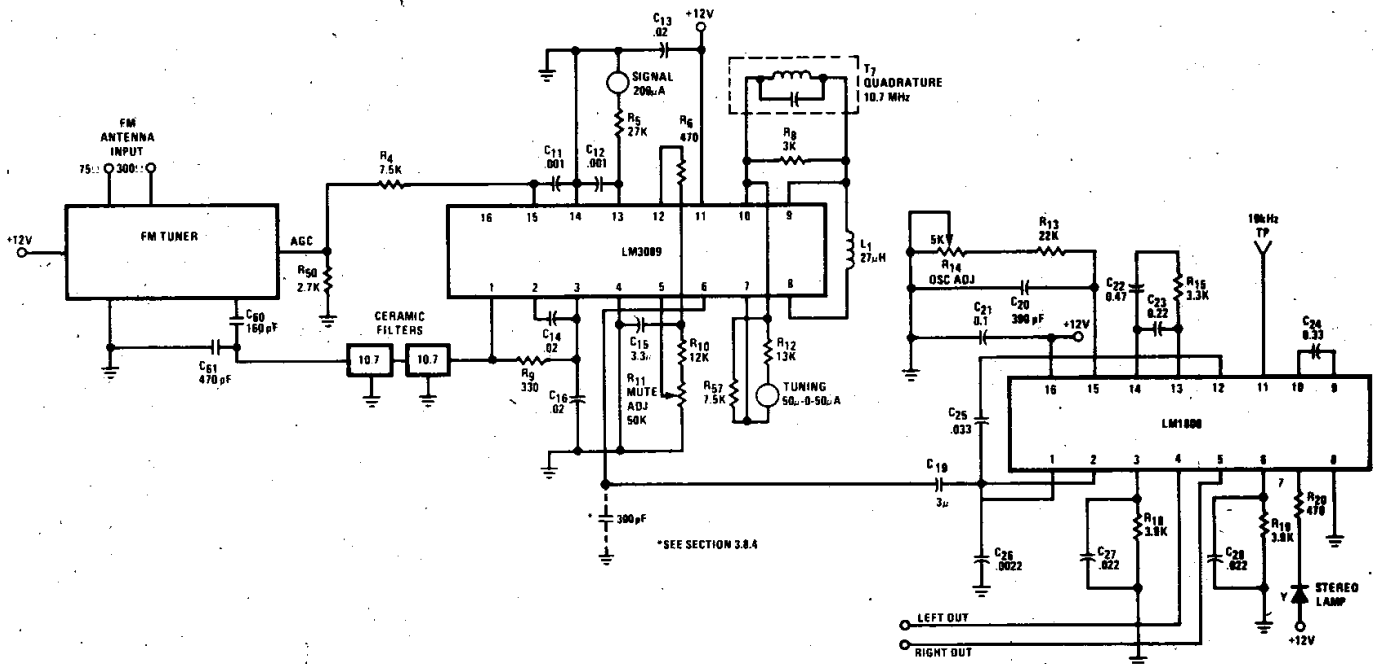 C13
.02
+12V
T7
QUADRATURE
10.7 MHz
SIGNAL
200µA
R5
27K
R6
470
R8
3K
FM
ANTENNA
INPUT
75Ω 300Ω
R4
7.5K
C11
.001
C12
.001
16 15 14 13 12 11 10 9
LM3089
1 2 3 4 5 6 7 8
L1
27µH
+12V
FM TUNER
AGC
R50
2.7K
C60
160 pF
C61
470 pF
CERAMIC
FILTERS
10.7
10.7
R9
330
C14
.02
C16
.02
C15
3.3µ
R10
12K
R11
MUTE
ADJ
50K
R57
7.5K
R12
13K
TUNING
50µ-0-50µA
5K
R14
OSC ADJ
R13
22K
C20
390 pF
C21
0.1
+12V
C22
0.47
C23
0.22
R15
3.3K
19kHz
TP
C24
0.33
16 15 14 13 12 11 10 9
1 2 3 4 5 6 7 8
C25
.033
C19
3µ
* 300pF
*SEE SECTION 3.8.4
C26
.0022
C27
.022
R18
3.9K
C28
.022
R19
3.9K
R20
470
STEREO
LAMP
+12V
LEFT OUT
RIGHT OUT